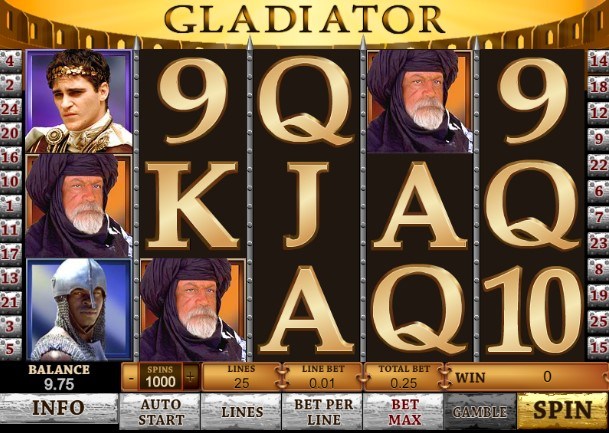 GLADIATOR
4 14
2 18
24 12
20 9
16 22
10 6
1 7
11 23
17
13 8
21 19
3 25
5 15
9 Q 9
K J A Q
A Q 10
BALANCE 9.75
- SPINS 1000 +
LINES 25
LINE BET 0.01
TOTAL BET 0.25
WIN 0
INFO
AUTO START
LINES
BET PER LINE
BET MAX
GAMBLE
SPIN